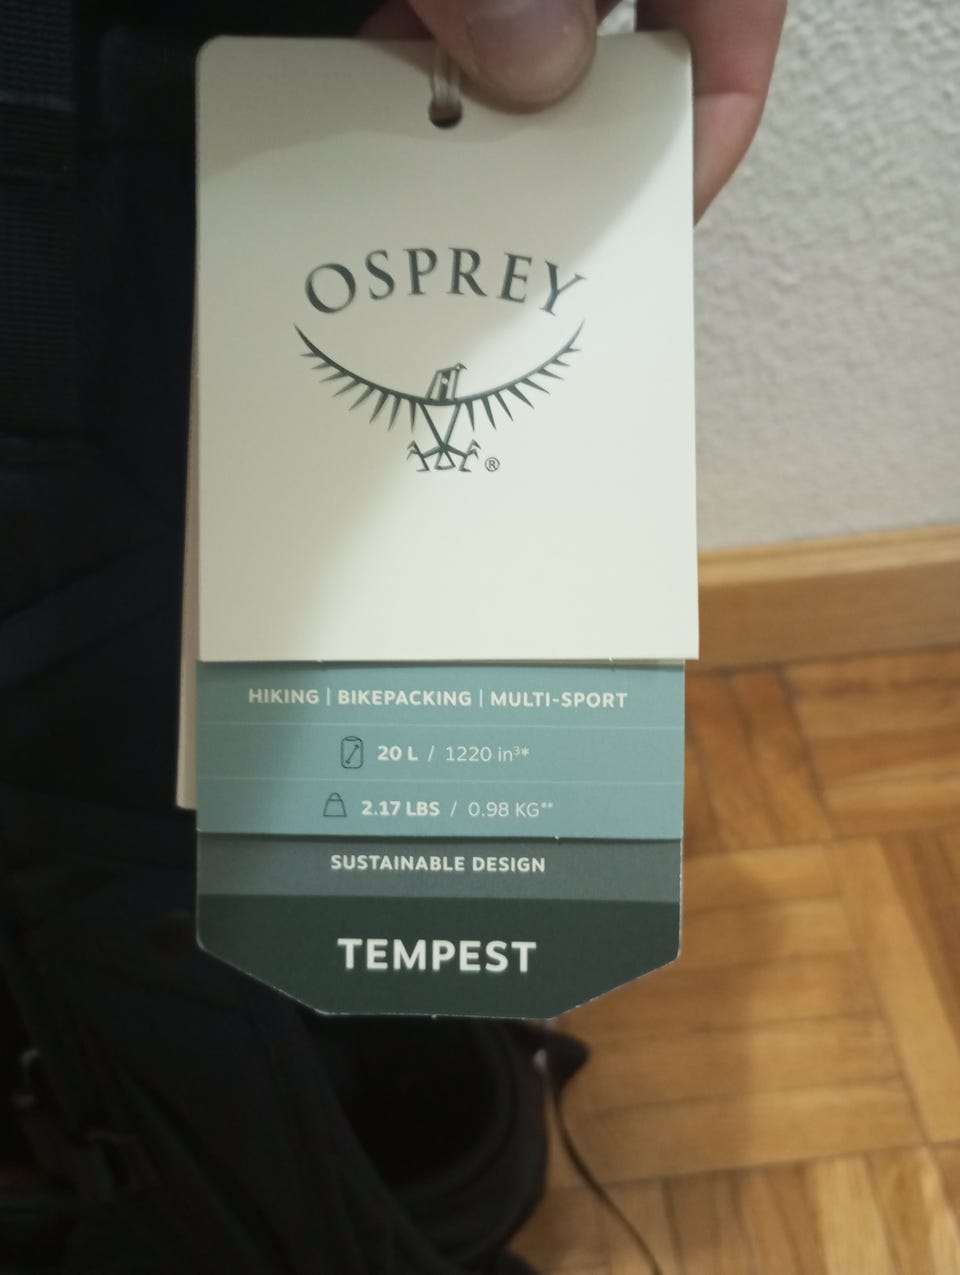 OSPREY
®
HIKING | BIKEPACKING | MULTI-SPORT
20 L / 1220 in³*
2.17 LBS / 0.98 KG**
SUSTAINABLE DESIGN
TEMPEST